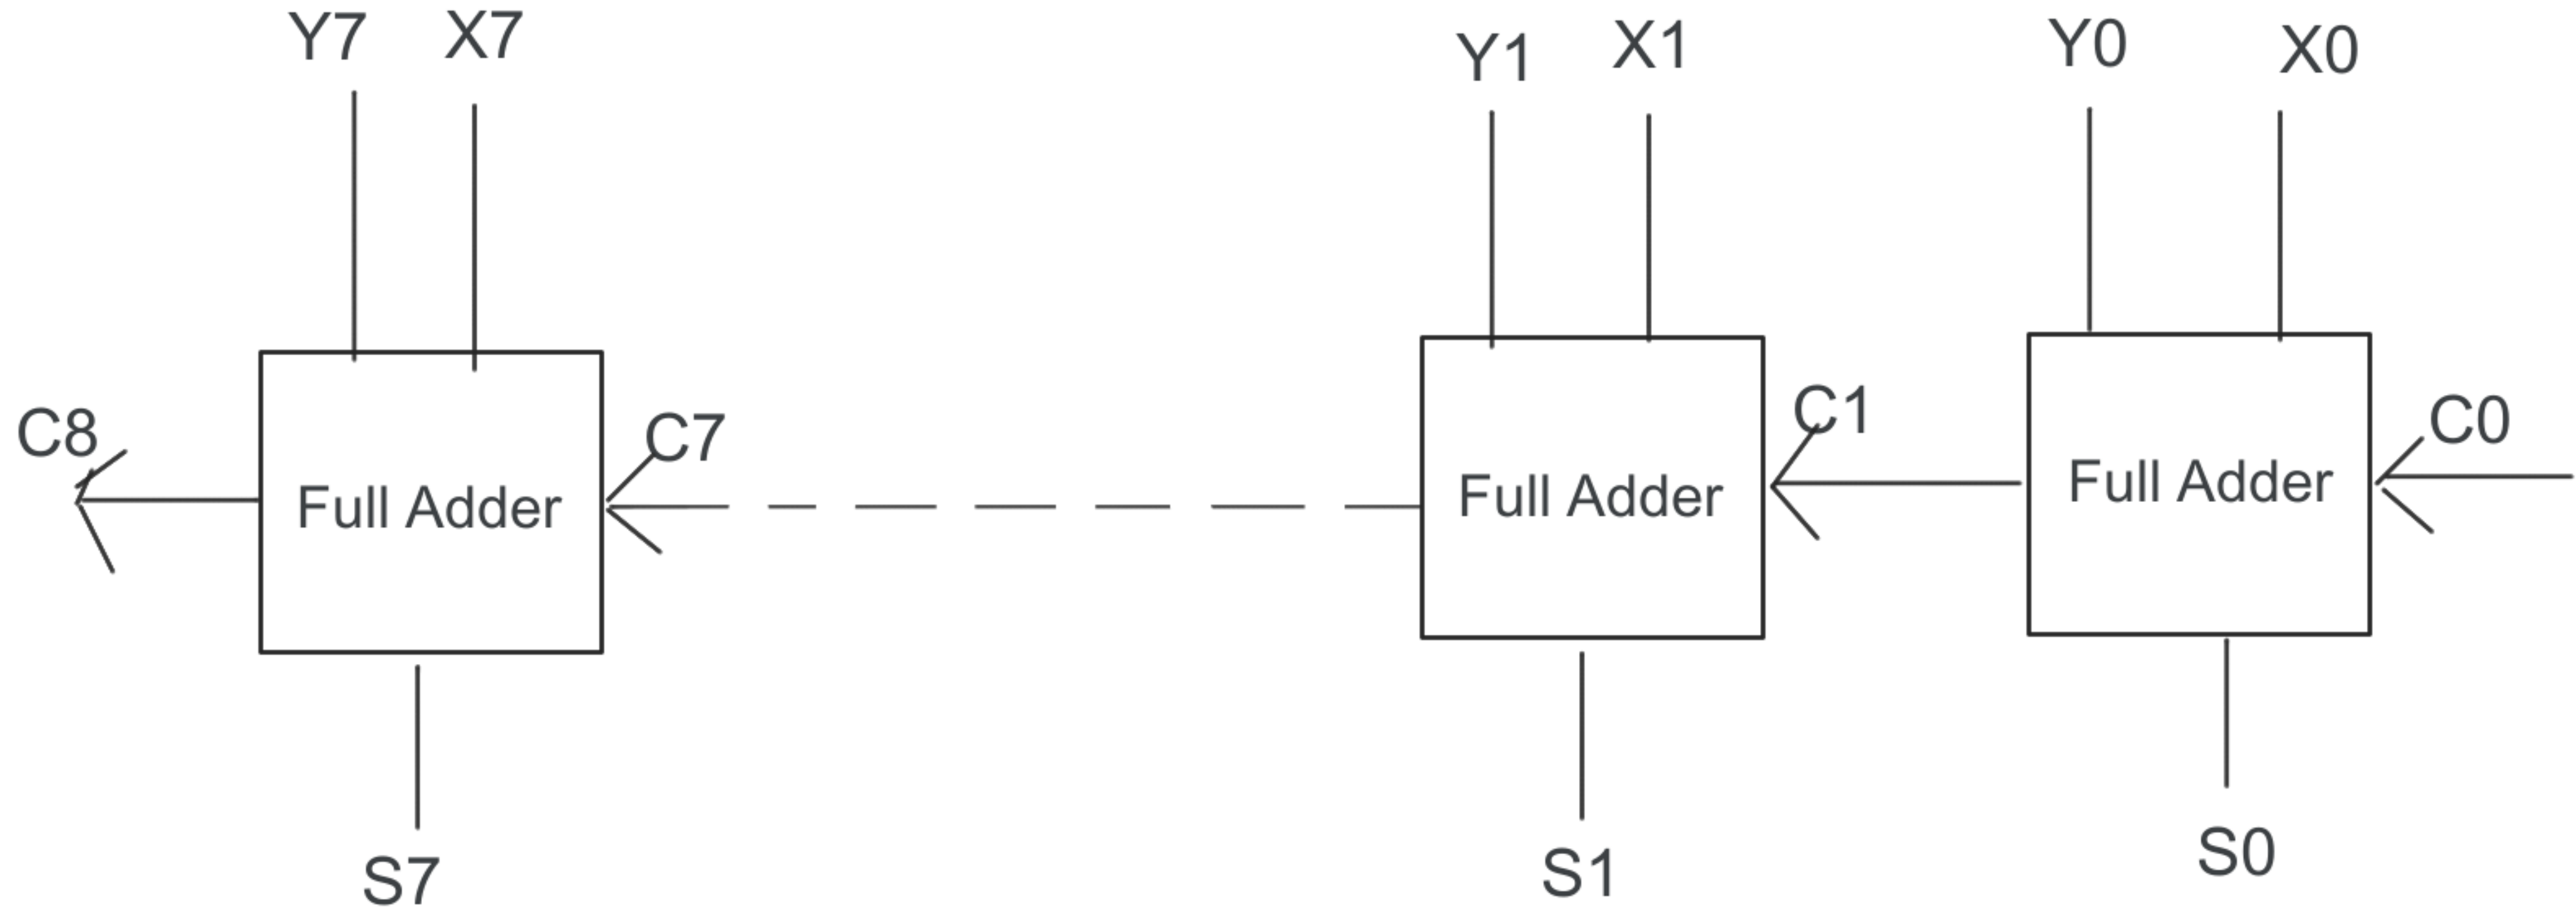 Y7 X7 Y1 X1 Y0 X0
C8 C7 C1 C0
Full Adder Full Adder Full Adder
S7 S1 S0